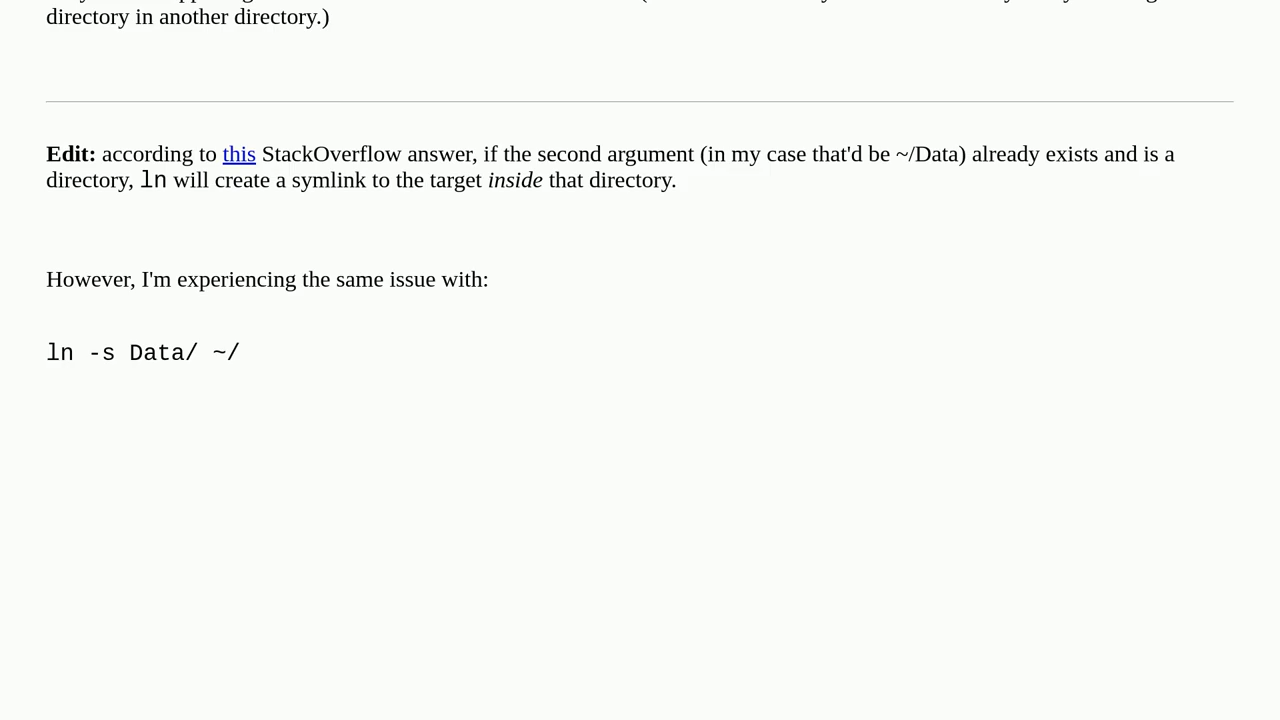 directory in another directory.)
Edit: according to this StackOverflow answer, if the second argument (in my case that'd be ~/Data) already exists and is a
directory, ln will create a symlink to the target inside that directory.
However, I'm experiencing the same issue with:
ln -s Data/ ~/